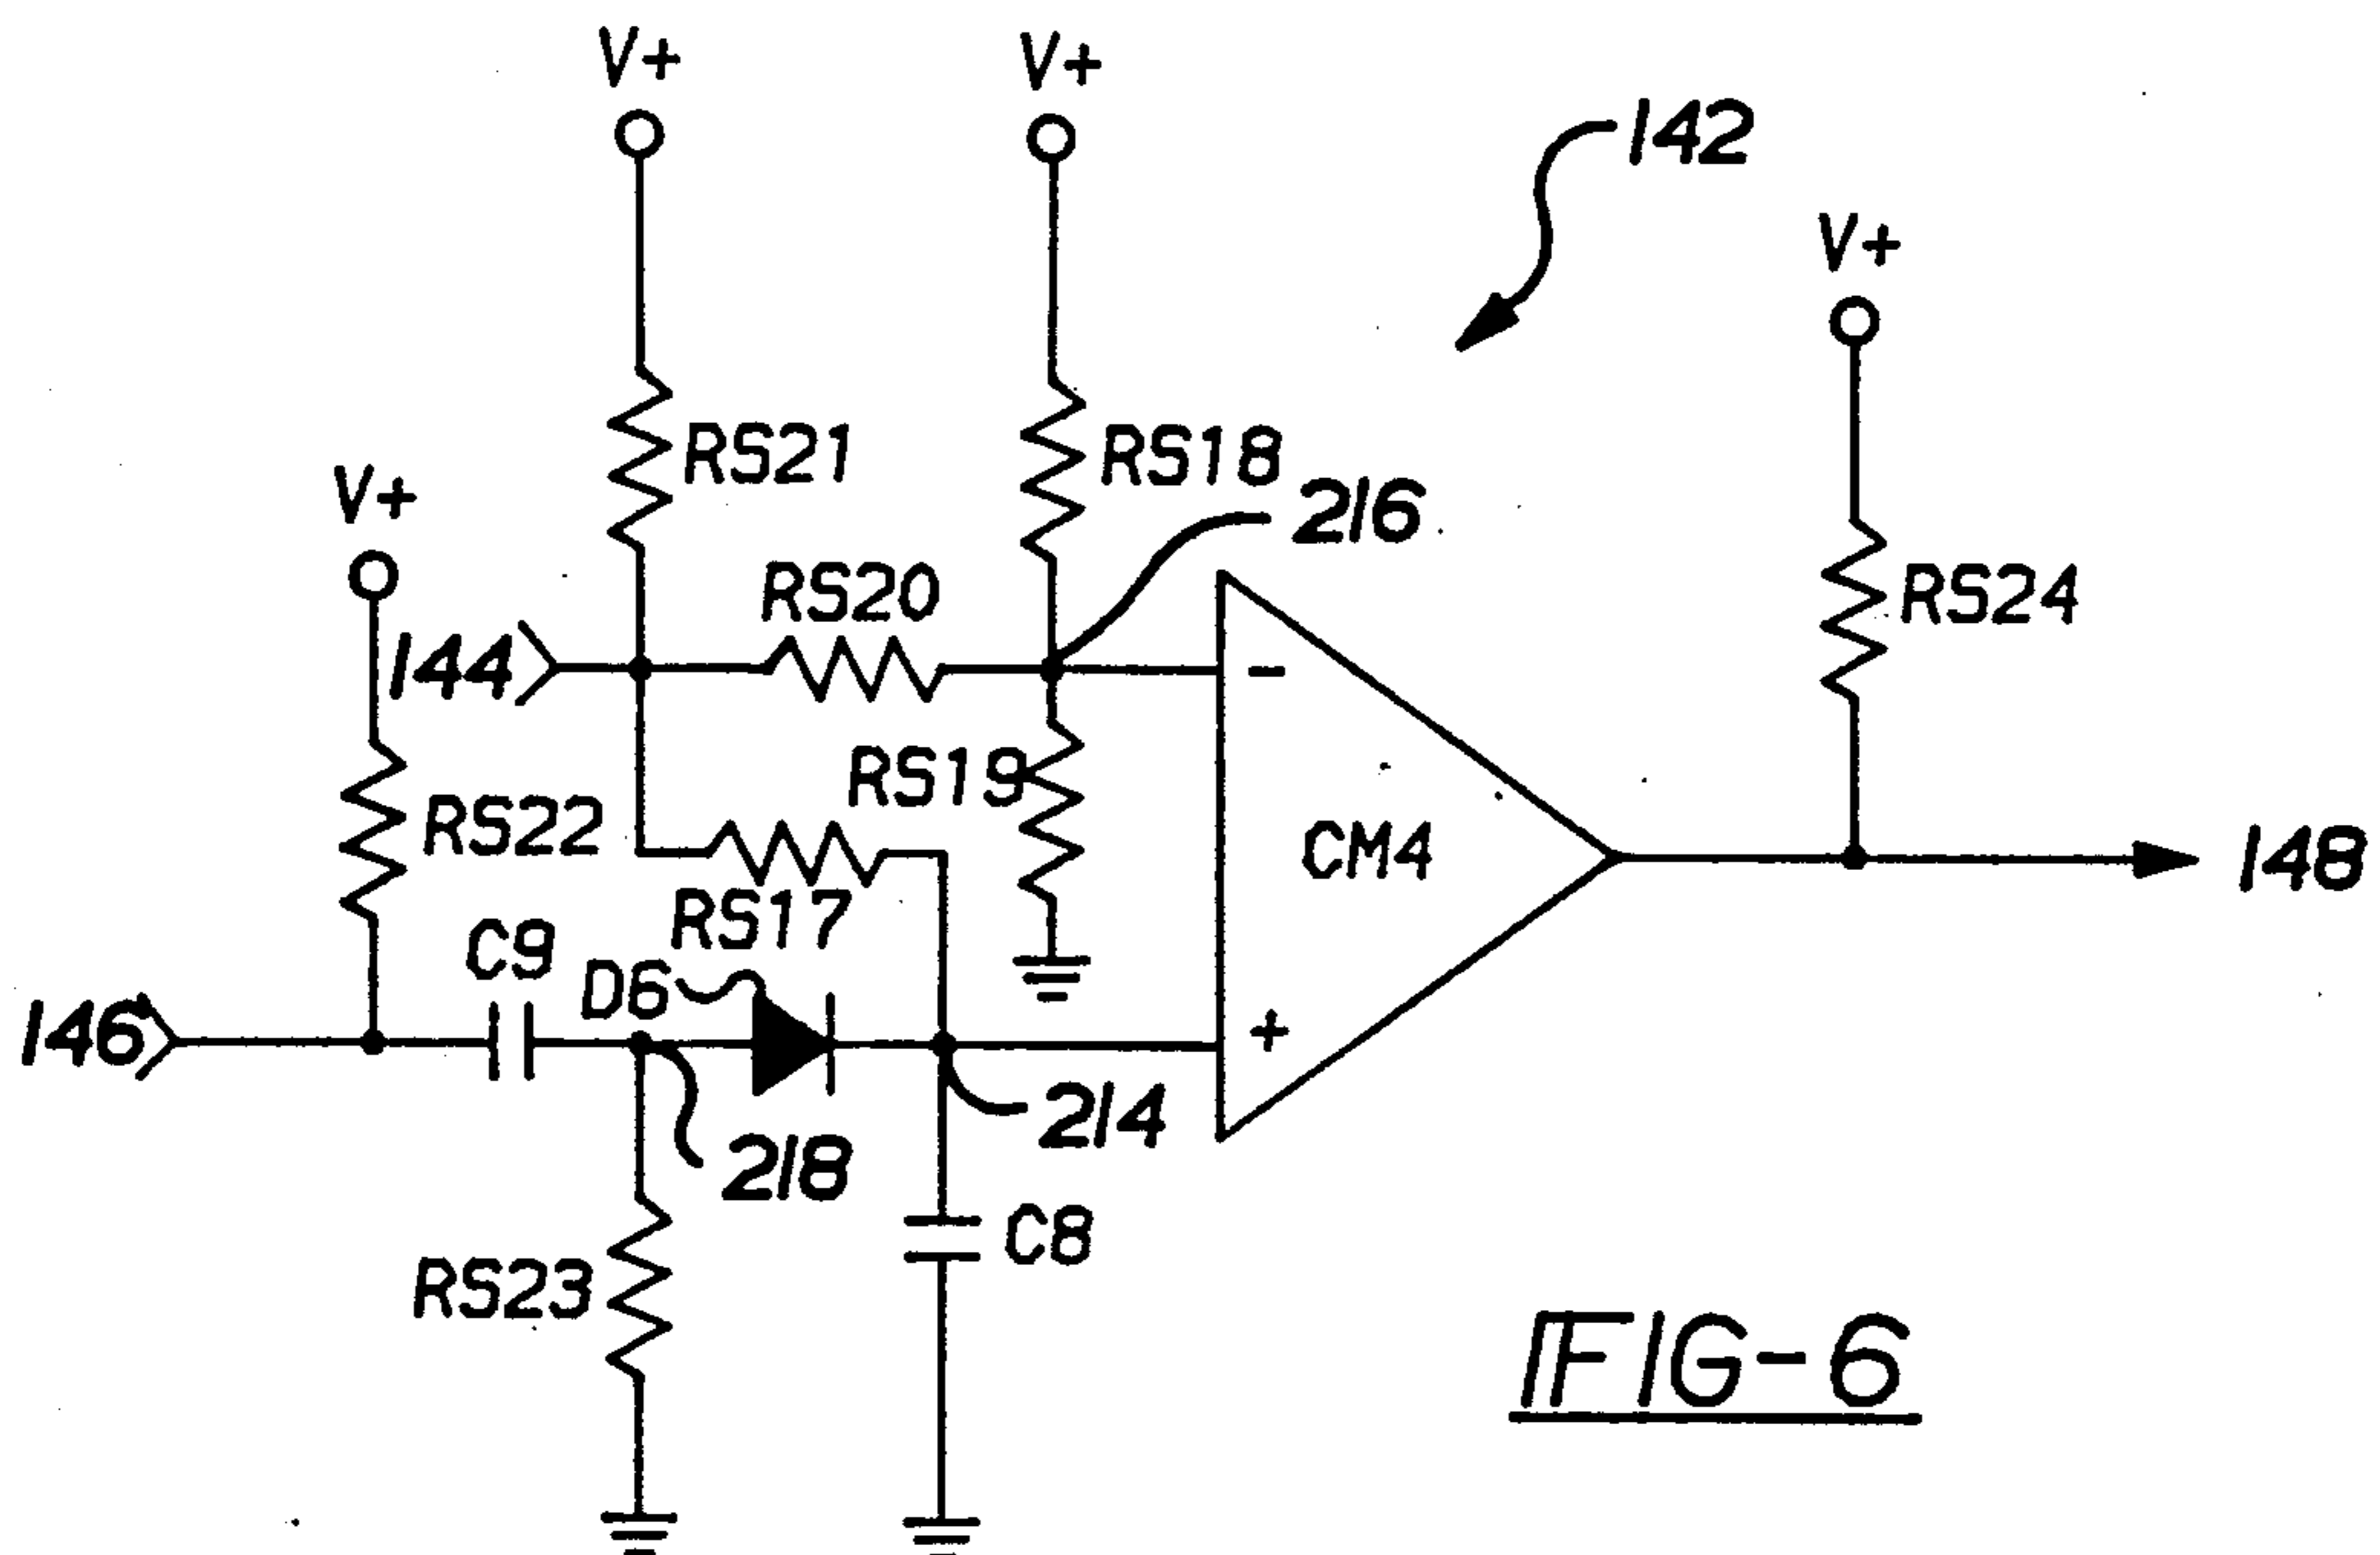 V+
V+
142
V+
RS21
RS18
V+
216
RS20
RS24
144
RS19
RS22
CM4
148
RS17
C9
D6
146
-
+
214
218
C8
RS23
FIG-6